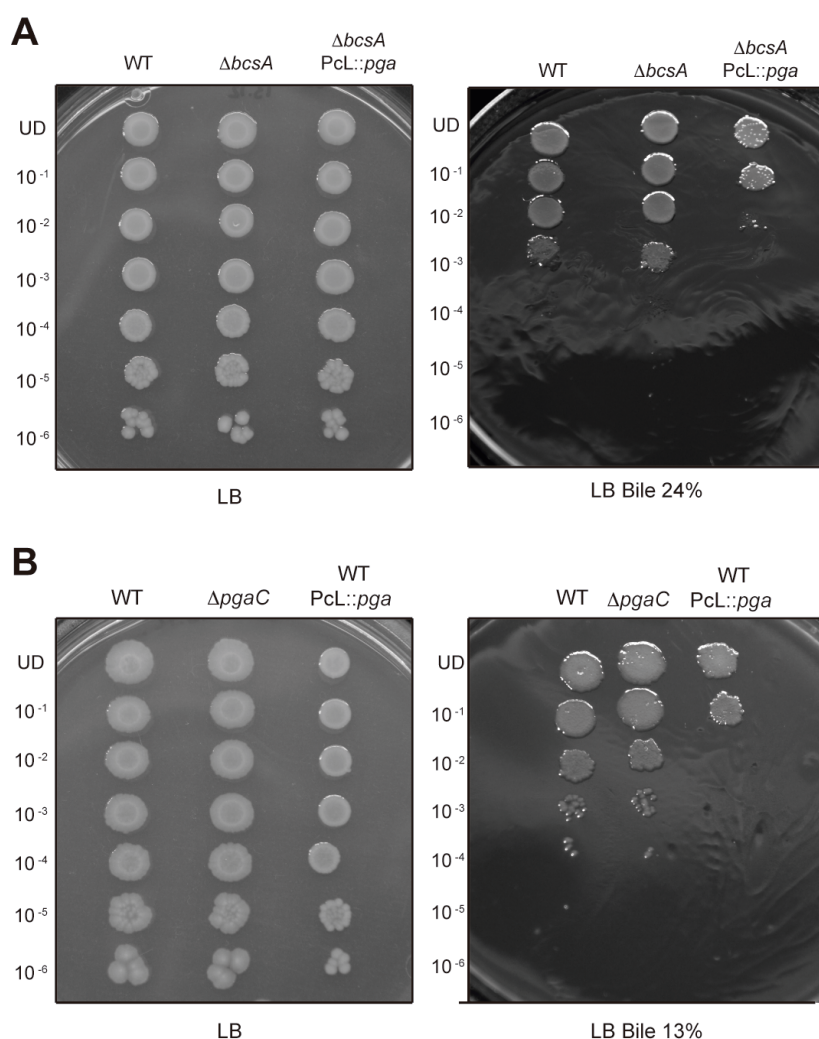 A
WT
ΔbcsA
ΔbcsA
PcL::pga
WT
ΔbcsA
ΔbcsA
PcL::pga
UD
10-1
10-2
10-3
10-4
10-5
10-6
UD
10-1
10-2
10-3
10-4
10-5
10-6
LB
LB Bile 24%
B
WT
ΔpgaC
WT
PcL::pga
WT
ΔpgaC
WT
PcL::pga
UD
10-1
10-2
10-3
10-4
10-5
10-6
UD
10-1
10-2
10-3
10-4
10-5
10-6
LB
LB Bile 13%